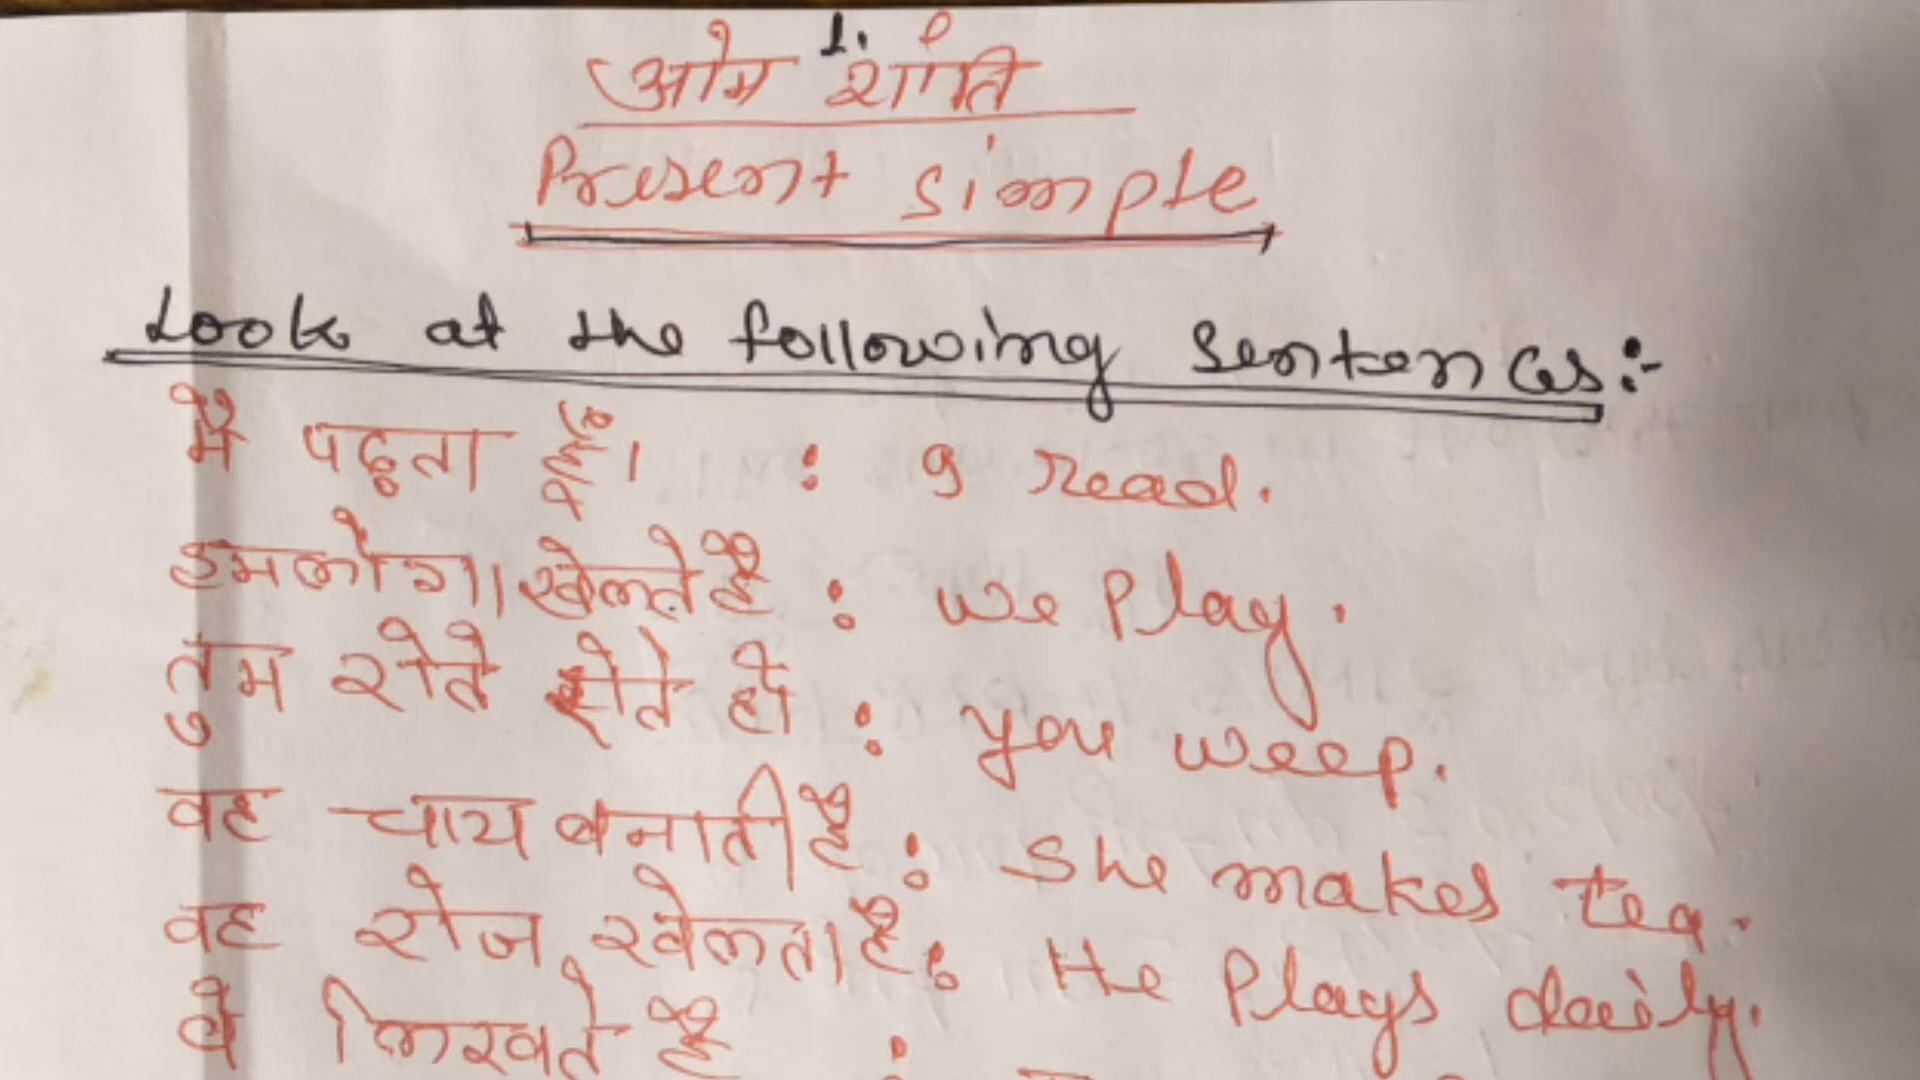 1.
ओम शांति
Present simple
Look at the following sentences:-
मैं पढ़ता हूँ। : I read.
हमलोग खेलते हैं : we play.
तुम रोते रोते हो : you weep.
वह चाय बनाती है : She makes tea.
वह रोज खेलता है : He plays daily.
वे लिखते हैं :